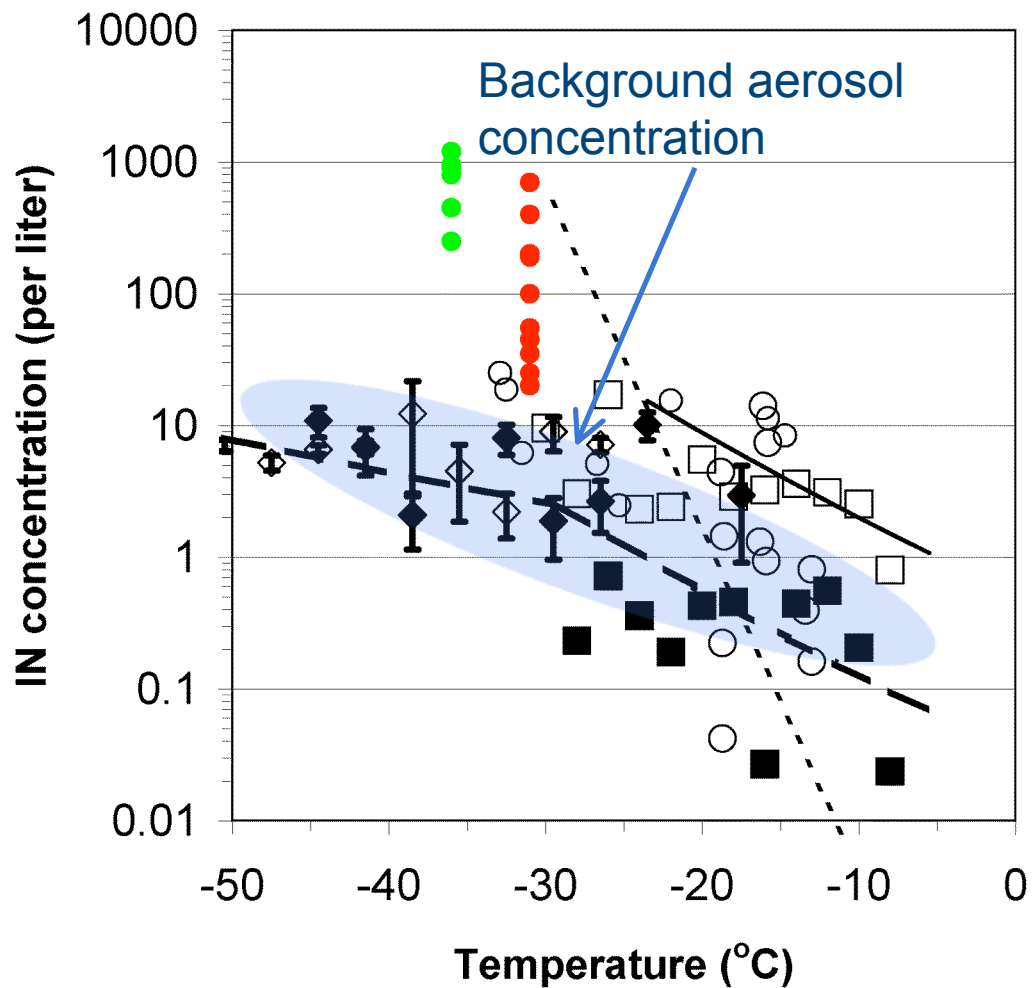 10000
Background aerosol
concentration
1000
100
10
1
0.1
0.01
IN concentration (per liter)
-50 -40 -30 -20 -10 0
Temperature (°C)